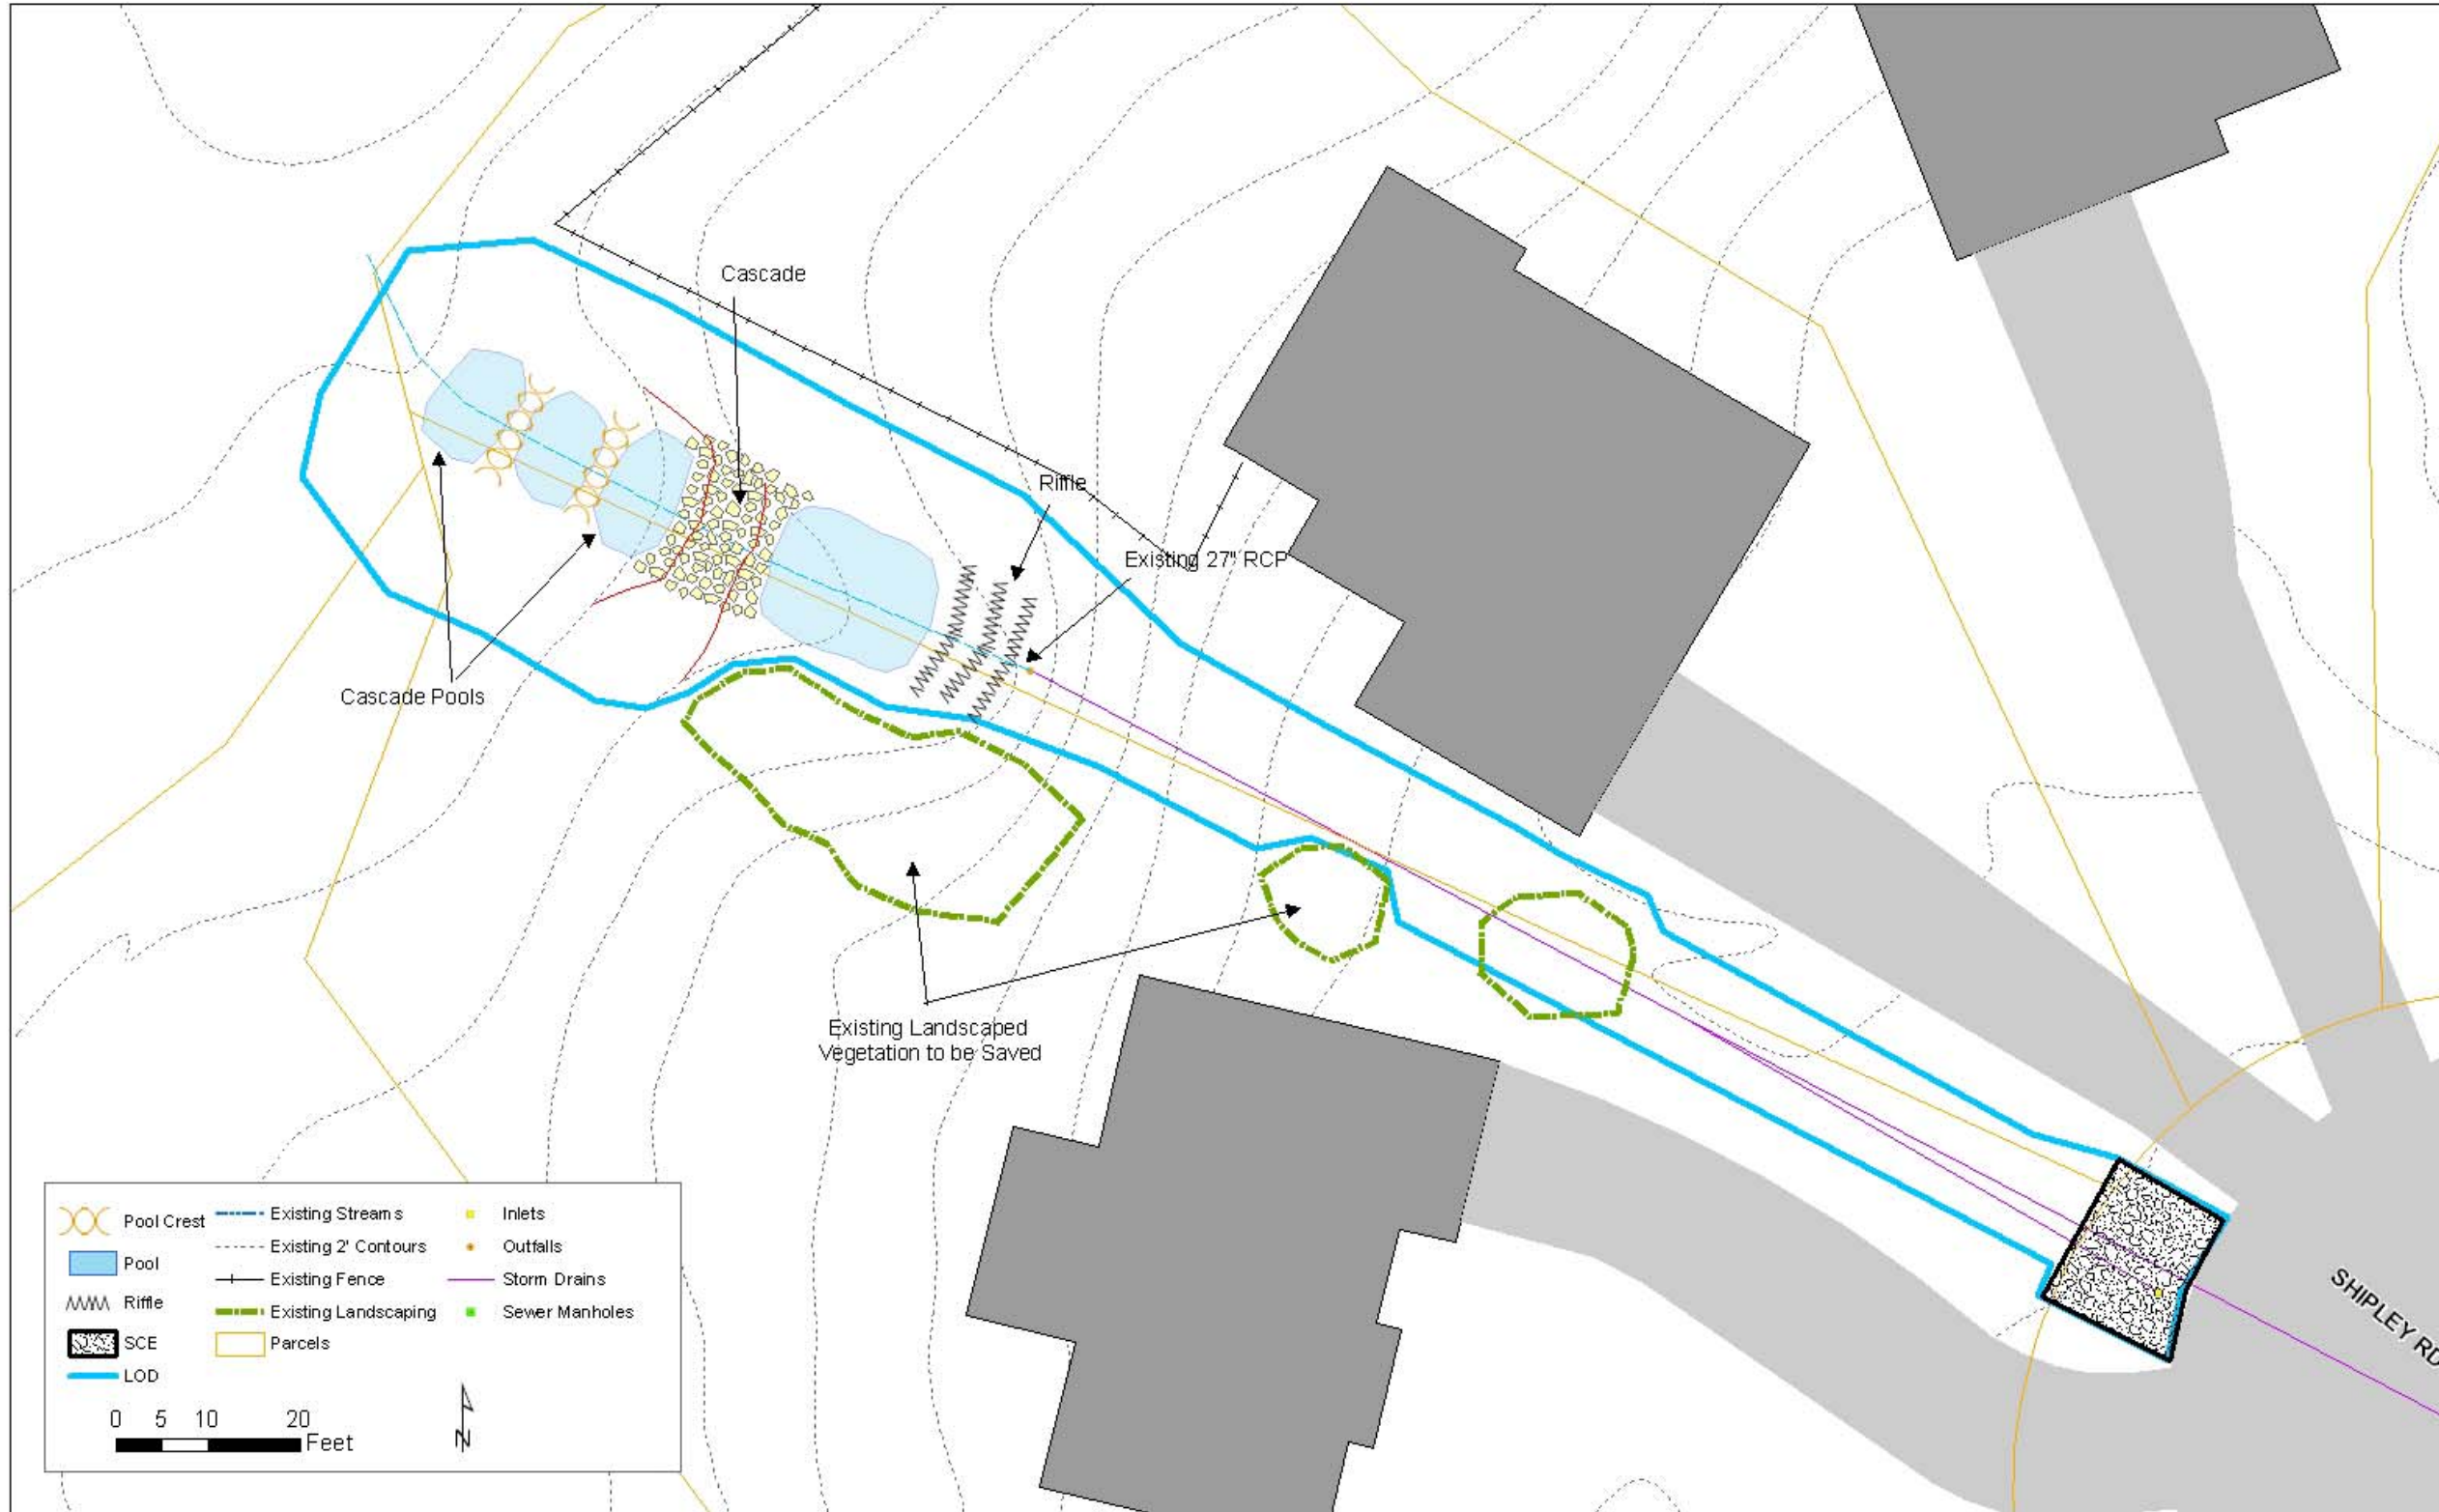 Cascade
Riffle
Existing 27" RCP
Cascade Pools
Existing Landscaped
Vegetation to be Saved
SHIPLEY RD
Pool Crest
Pool
Riffle
SCE
LOD
Existing Streams
Existing 2' Contours
Existing Fence
Existing Landscaping
Parcels
Inlets
Outfalls
Storm Drains
Sewer Manholes
0 5 10 20
Feet
N